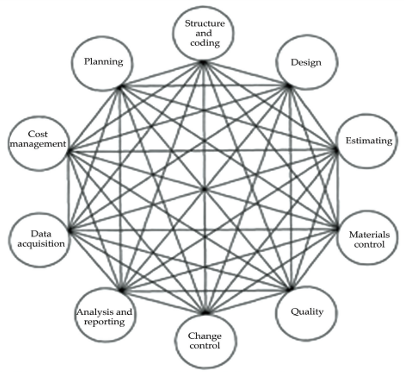 Structure
and
coding
Planning
Design
Cost
management
Estimating
Data
acquisition
Materials
control
Analysis and
reporting
Quality
Change
control